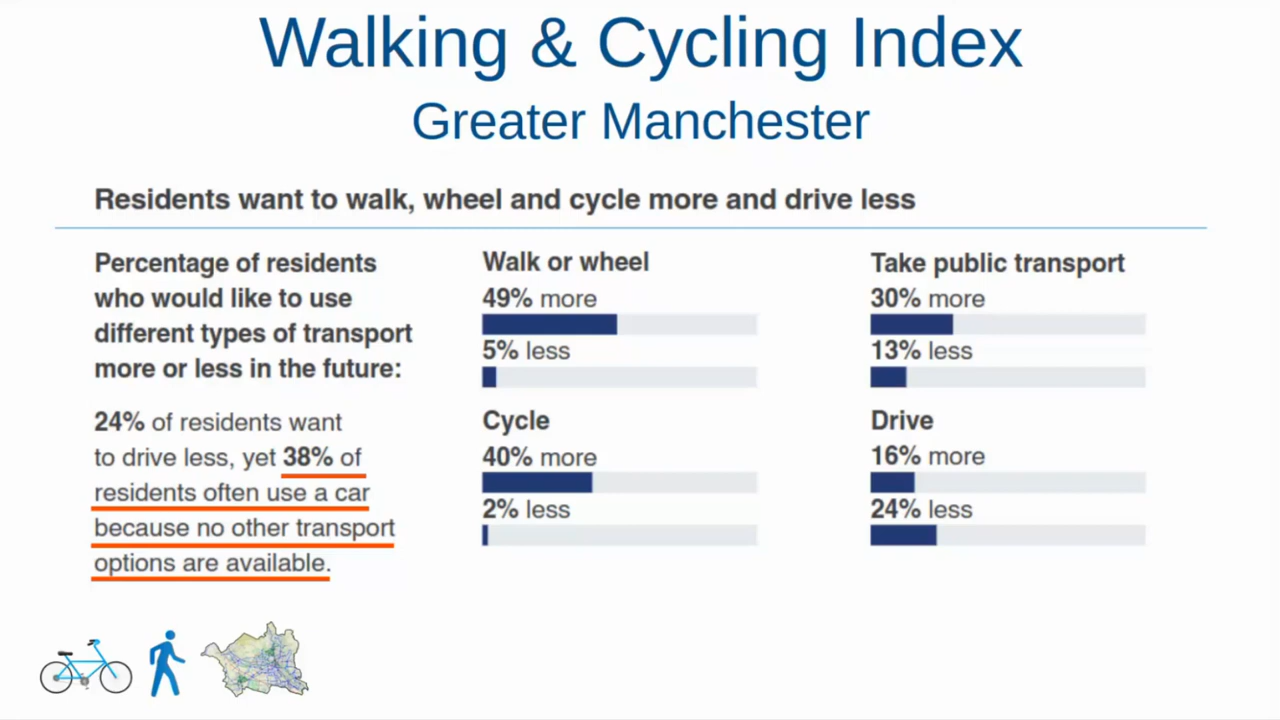 Walking & Cycling Index
Greater Manchester
Residents want to walk, wheel and cycle more and drive less
Percentage of residents
who would like to use
different types of transport
more or less in the future:
24% of residents want
to drive less, yet 38% of
residents often use a car
because no other transport
options are available.
Walk or wheel
49% more
5% less
Cycle
40% more
2% less
Take public transport
30% more
13% less
Drive
16% more
24% less